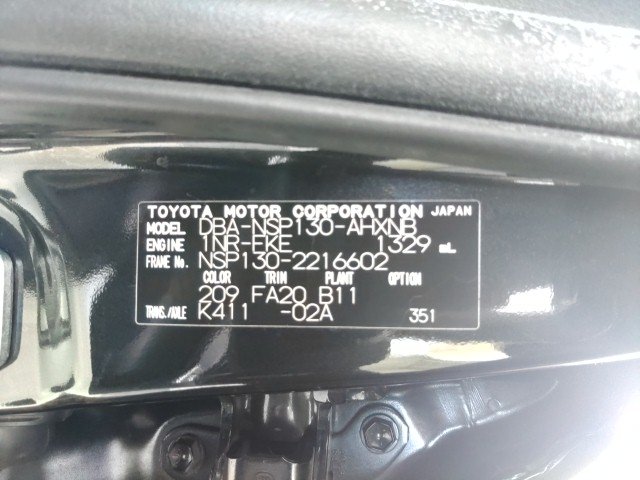 TOYOTA MOTOR CORPORATION JAPAN
MODEL DBA-NSP130-AHXNB
ENGINE 1NR-FKE 1329 mL
FRAME No. NSP130-2216602
COLOR TRIM PLANT OPTION
209 FA20 B11
TRANS./AXLE K411 -02A 351